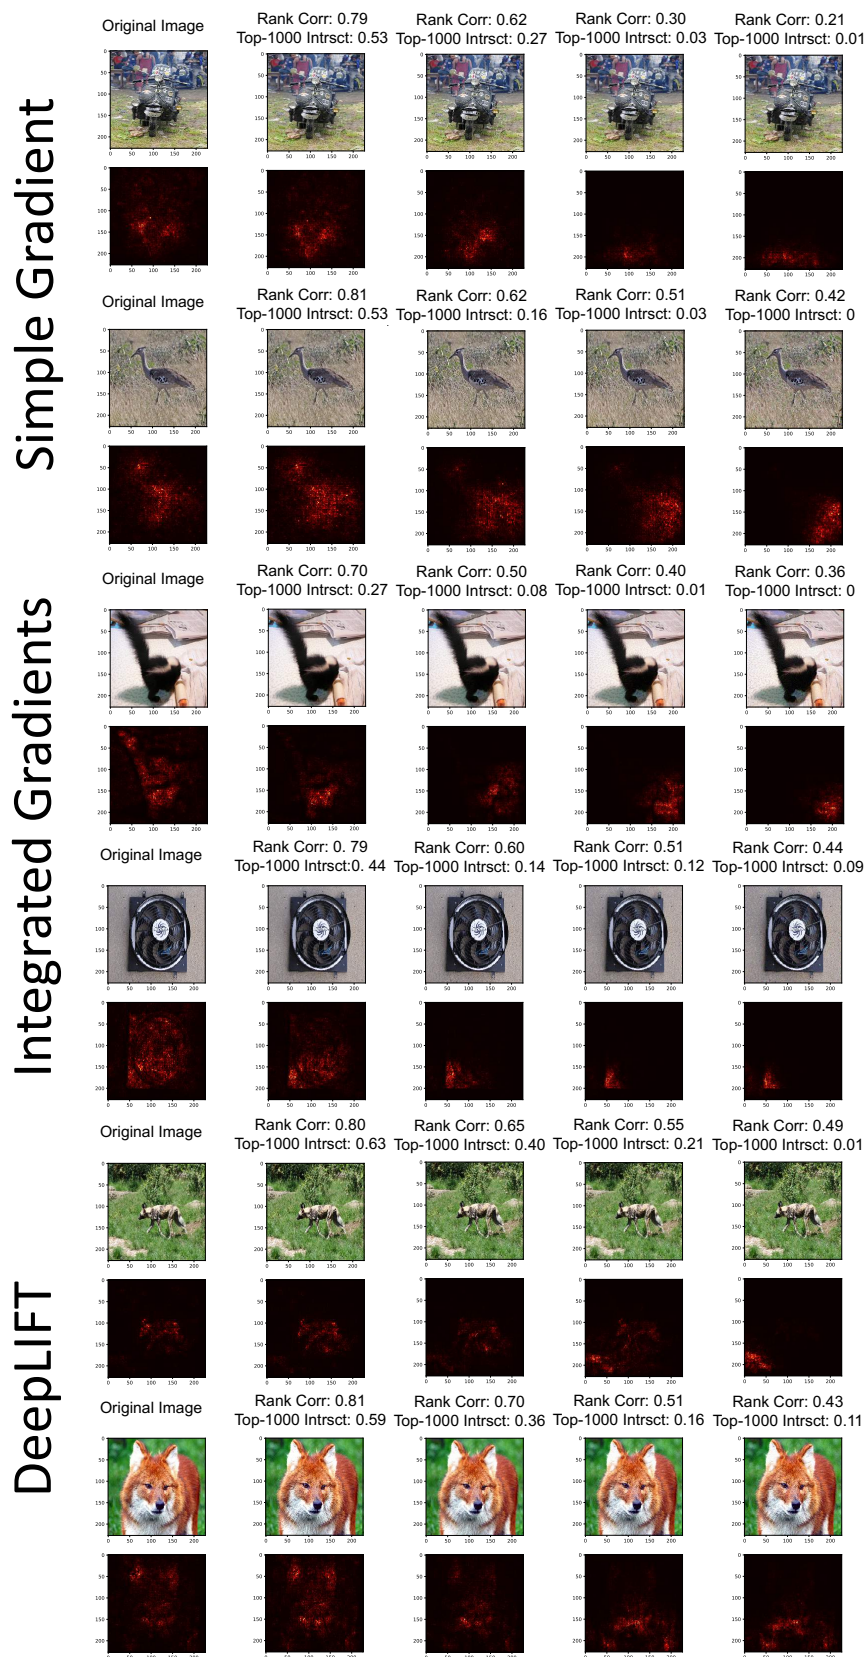 Simple Gradient
Original Image
Rank Corr: 0.79
Top-1000 Intrsct: 0.53
Rank Corr: 0.62
Top-1000 Intrsct: 0.27
Rank Corr: 0.30
Top-1000 Intrsct: 0.03
Rank Corr: 0.21
Top-1000 Intrsct: 0.01
Original Image
Rank Corr: 0.81
Top-1000 Intrsct: 0.53
Rank Corr: 0.62
Top-1000 Intrsct: 0.16
Rank Corr: 0.51
Top-1000 Intrsct: 0.03
Rank Corr: 0.42
Top-1000 Intrsct: 0
Integrated Gradients
Original Image
Rank Corr: 0.70
Top-1000 Intrsct: 0.27
Rank Corr: 0.50
Top-1000 Intrsct: 0.08
Rank Corr: 0.40
Top-1000 Intrsct: 0.01
Rank Corr: 0.36
Top-1000 Intrsct: 0
Original Image
Rank Corr: 0.79
Top-1000 Intrsct:0. 44
Rank Corr: 0.60
Top-1000 Intrsct: 0.14
Rank Corr: 0.51
Top-1000 Intrsct: 0.12
Rank Corr: 0.44
Top-1000 Intrsct: 0.09
DeepLIFT
Original Image
Rank Corr: 0.80
Top-1000 Intrsct: 0.63
Rank Corr: 0.65
Top-1000 Intrsct: 0.40
Rank Corr: 0.55
Top-1000 Intrsct: 0.21
Rank Corr: 0.49
Top-1000 Intrsct: 0.01
Original Image
Rank Corr: 0.81
Top-1000 Intrsct: 0.59
Rank Corr: 0.70
Top-1000 Intrsct: 0.36
Rank Corr: 0.51
Top-1000 Intrsct: 0.16
Rank Corr: 0.43
Top-1000 Intrsct: 0.11